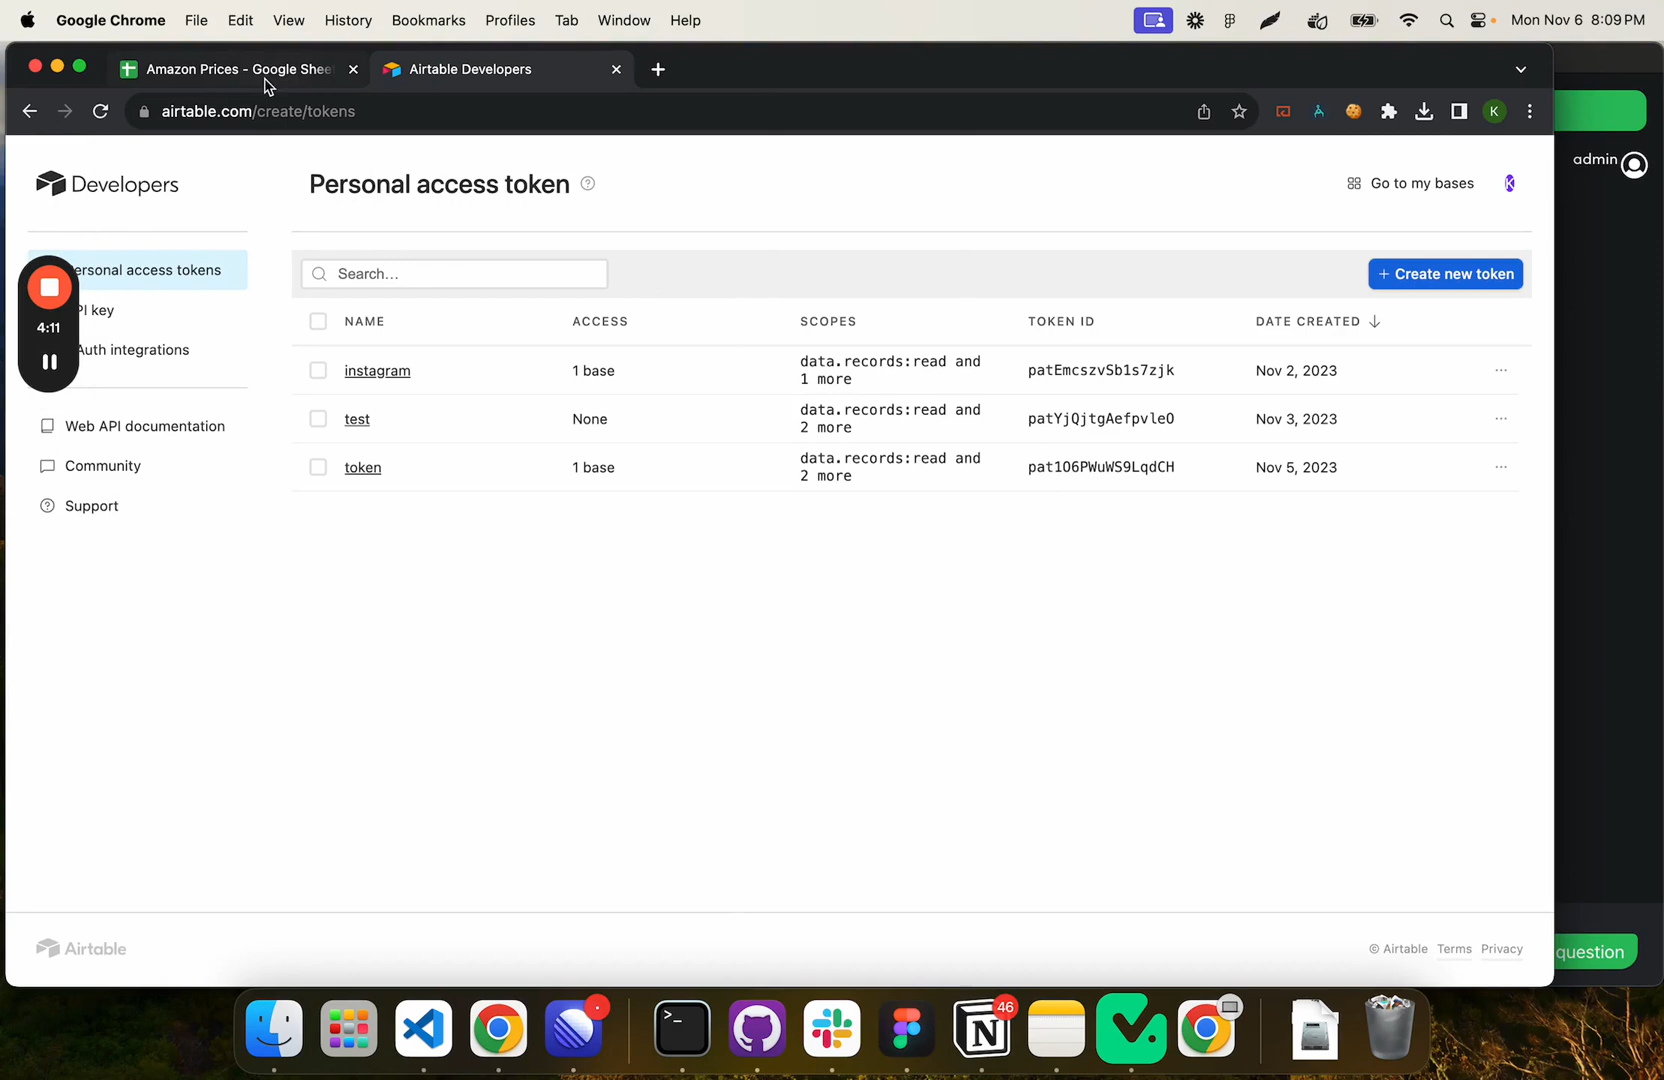 Google Chrome File Edit View History Bookmarks Profiles Tab Window Help Mon Nov 6 8:09 PM
Amazon Prices - Google Shee
Airtable Developers
airtable.com/create/tokens
K
admin
Developers
Personal access token
Go to my bases
K
ersonal access tokens
Search...
+ Create new token
PI key
4:11
Auth integrations
NAME ACCESS SCOPES TOKEN ID DATE CREATED
instagram 1 base data.records:read and 1 more patEmcszvSb1s7zjk Nov 2, 2023
test None data.records:read and 2 more patYjQjtgAefpvleO Nov 3, 2023
token 1 base data.records:read and 2 more pat1O6PWuWS9LqdCH Nov 5, 2023
Web API documentation
Community
Support
Airtable
© Airtable Terms Privacy
question
46